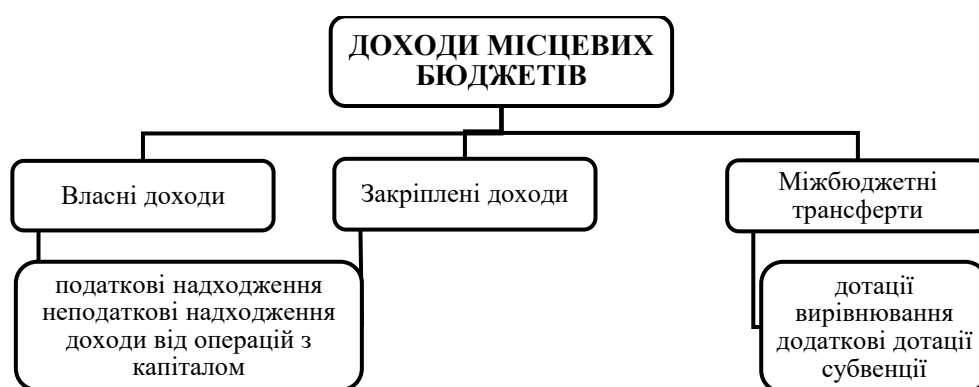 ДОХОДИ МІСЦЕВИХ
БЮДЖЕТІВ
Власні доходи
Закріплені доходи
Міжбюджетні
трансферти
податкові надходження
неподаткові надходження
доходи від операцій з
капіталом
дотації
вирівнювання
додаткові дотації
субвенції